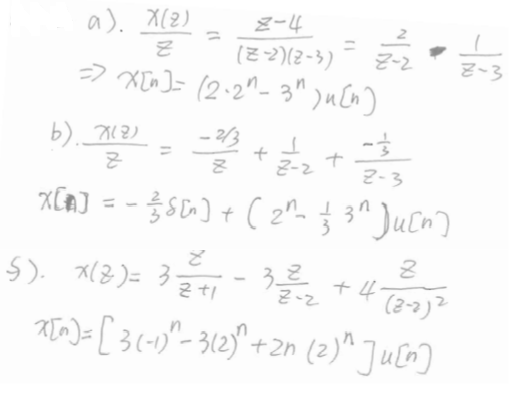 a). X(z)/z = z-4/(z-2)(z-3) = 2/z-2 - 1/z-3
=> x[n]= (2·2^n - 3^n)u[n]
b). X(z)/z = -2/3/z + 1/z-2 + -1/3/z-3
x[n] = - 2/3 δ[n] + (2^n - 1/3 3^n)u[n]
§). X(z)= 3 z/z+1 - 3 z/z-2 + 4 z/(z-2)²
x[n]=[3(-1)^n - 3(2)^n + 2n (2)^n]u[n]